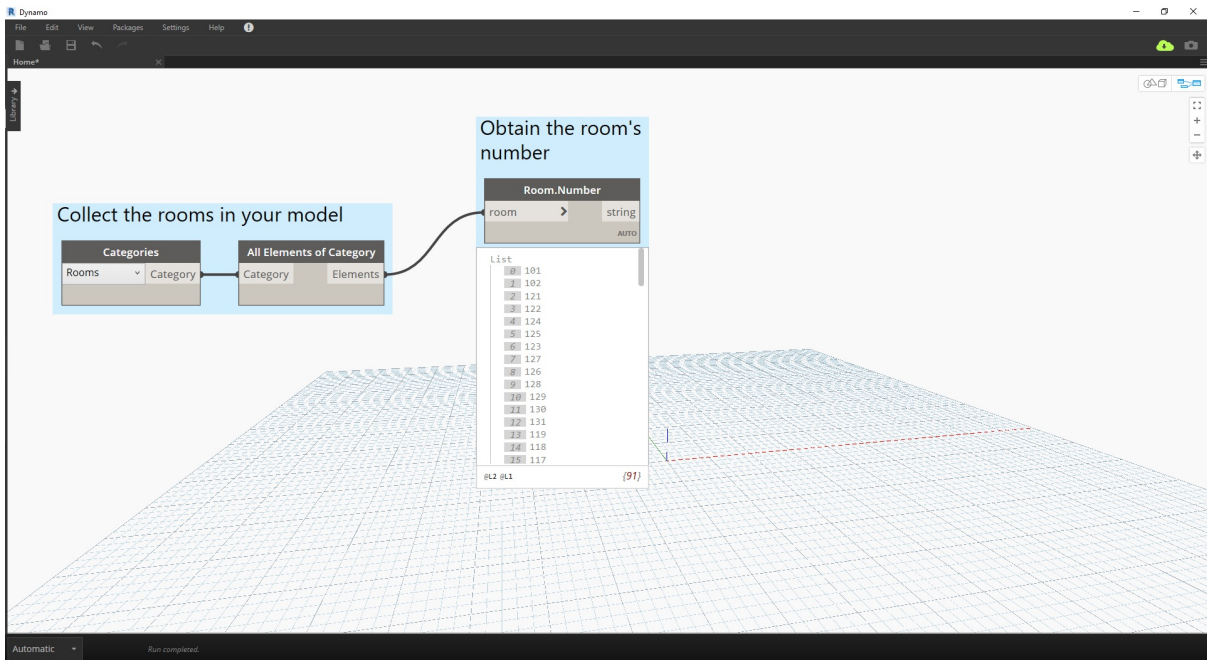 Dynamo
File Edit View Packages Settings Help
Home*
Library
Collect the rooms in your model
Categories
Rooms Category
All Elements of Category
Category Elements
Obtain the room's
number
Room.Number
room > string
AUTO
List
0 101
1 102
2 121
3 122
4 124
5 125
6 123
7 127
8 126
9 128
10 129
11 130
12 131
13 119
14 118
15 117
@L2 @L1 {91}
Automatic Run completed.